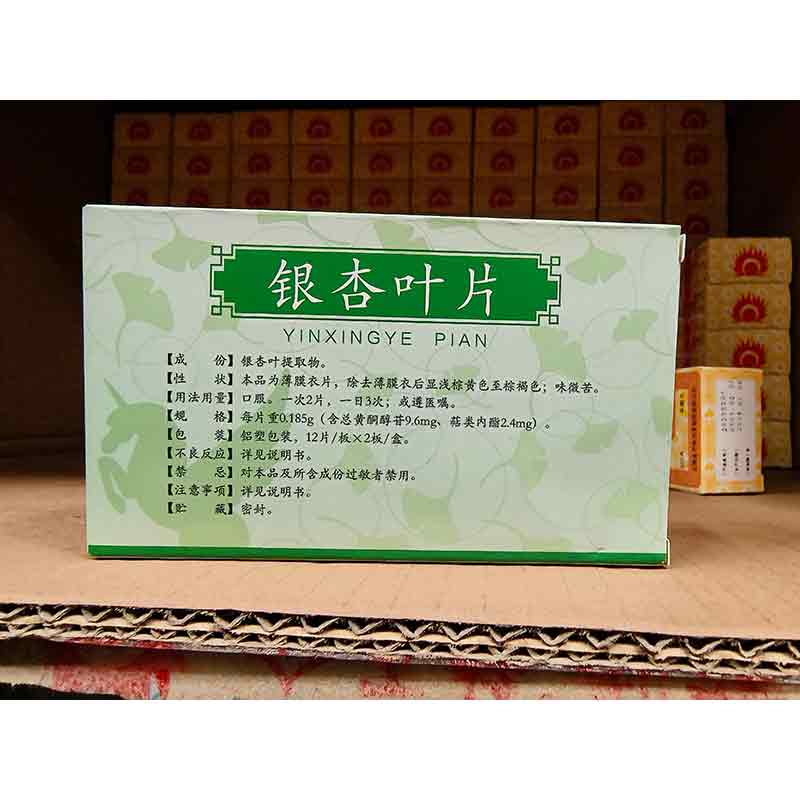 银杏叶片
YINXINGYE PIAN
【成　　份】银杏叶提取物。
【性　　状】本品为薄膜衣片，除去薄膜衣后显浅棕黄色至棕褐色；味微苦。
【用法用量】口服。一次2片，一日3次；或遵医嘱。
【规　　格】每片重0.185g（含总黄酮醇苷9.6mg、萜类内酯2.4mg）。
【包　　装】铝塑包装，12片/板×2板/盒。
【不良反应】详见说明书。
【禁　　忌】对本品及所含成份过敏者禁用。
【注意事项】详见说明书。
【贮　　藏】密封。